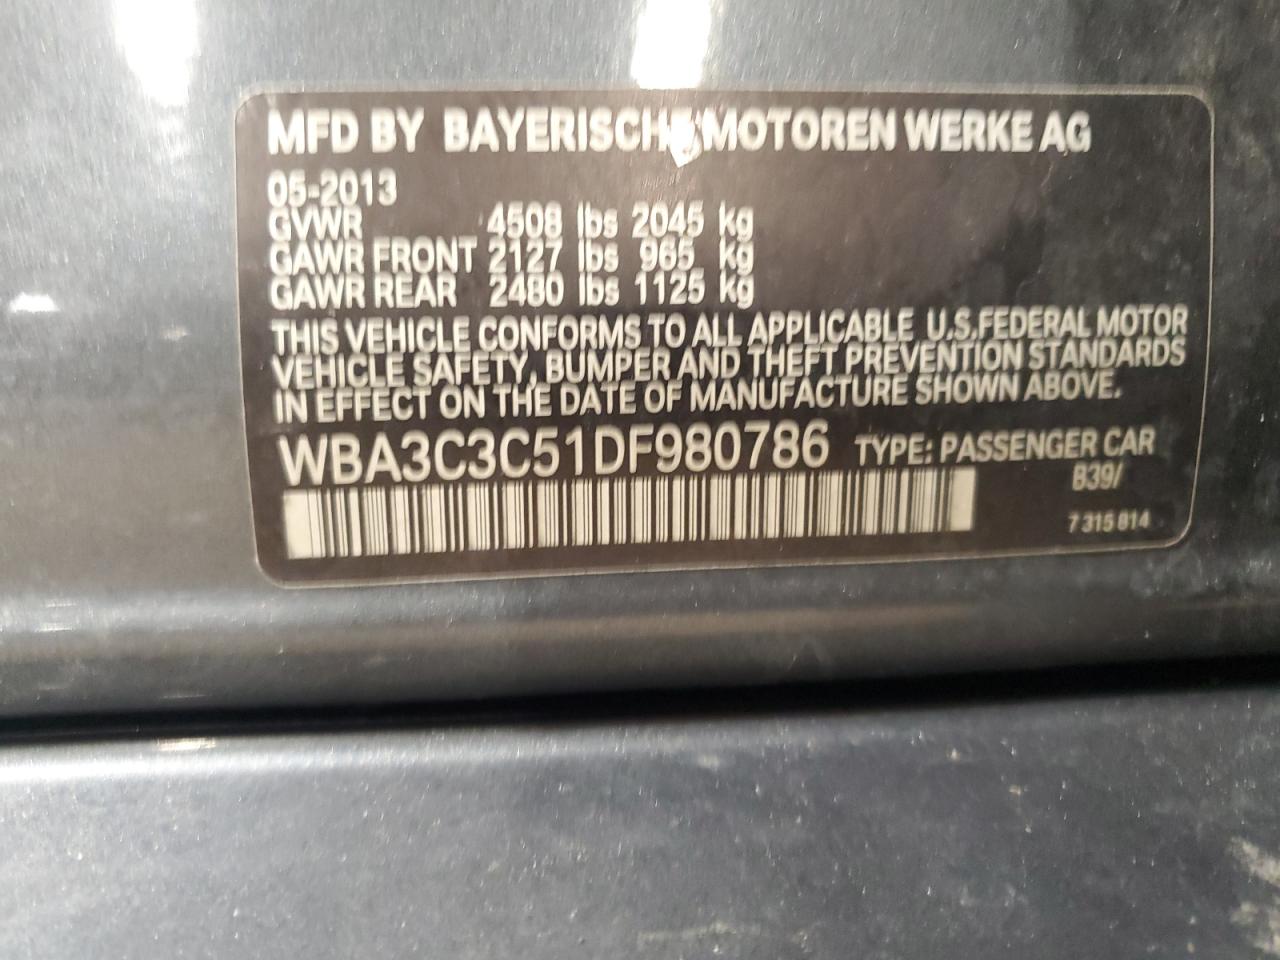 MFD BY BAYERISCHE MOTOREN WERKE AG
05-2013
GVWR 4508 lbs 2045 kg
GAWR FRONT 2127 lbs 965 kg
GAWR REAR 2480 lbs 1125 kg
THIS VEHICLE CONFORMS TO ALL APPLICABLE U.S.FEDERAL MOTOR
VEHICLE SAFETY, BUMPER AND THEFT PREVENTION STANDARDS
IN EFFECT ON THE DATE OF MANUFACTURE SHOWN ABOVE.
WBA3C3C51DF980786 TYPE: PASSENGER CAR
B39/
7 315 814